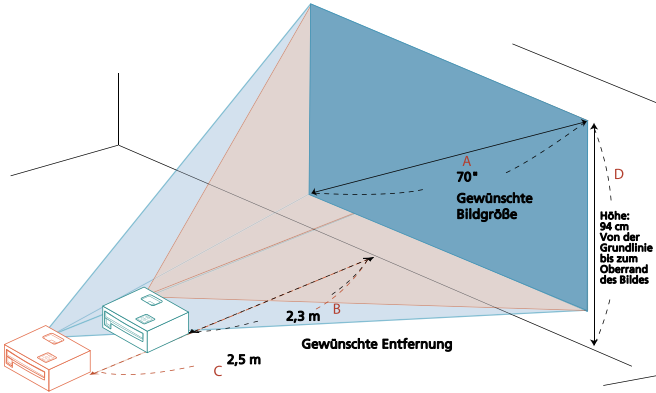 A
70"
Gewünschte
Bildgröße
D
Höhe:
94 cm
Von der
Grundlinie
bis zum
Oberrand
des Bildes
B
2,3 m
Gewünschte Entfernung
C
2,5 m